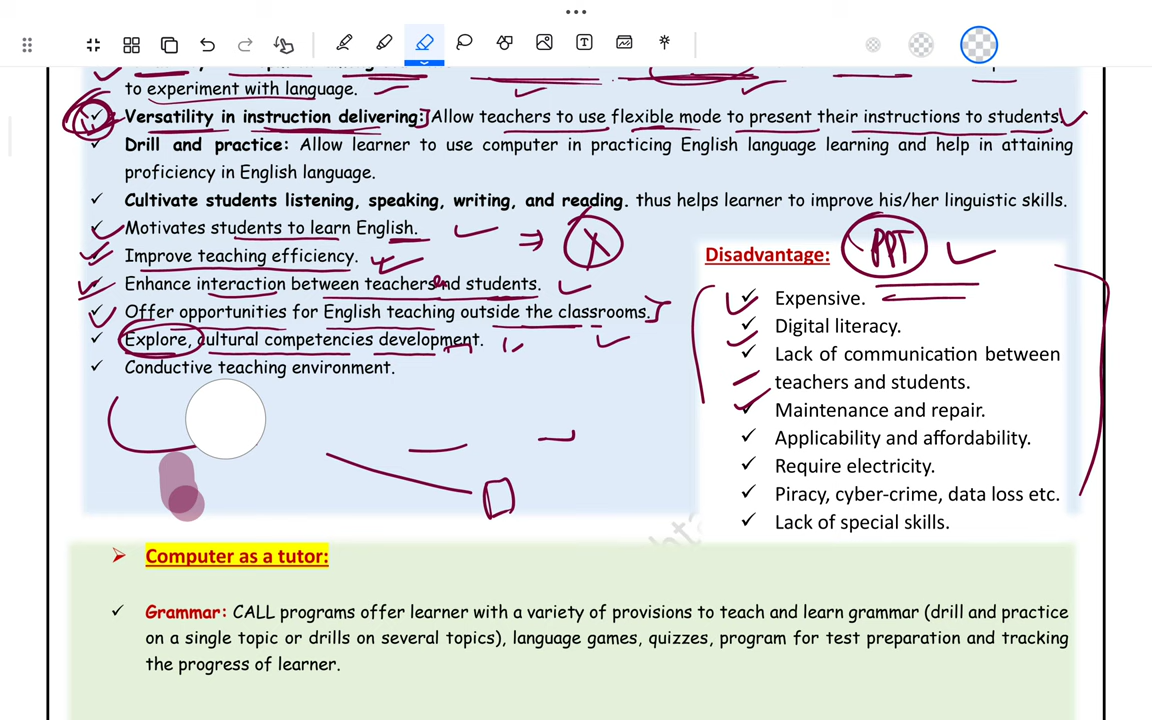 to experiment with language.
✓ Versatility in instruction delivering: Allow teachers to use flexible mode to present their instructions to students.
✓ Drill and practice: Allow learner to use computer in practicing English language learning and help in attaining
proficiency in English language.
✓ Cultivate students listening, speaking, writing, and reading. thus helps learner to improve his/her linguistic skills.
✓ Motivates students to learn English.
✓ Improve teaching efficiency.
✓ Enhance interaction between teachers and students.
✓ Offer opportunities for English teaching outside the classrooms.
✓ Explore, cultural competencies development.
✓ Conductive teaching environment.
Disadvantage: PPT
✓ Expensive.
✓ Digital literacy.
✓ Lack of communication between
teachers and students.
✓ Maintenance and repair.
✓ Applicability and affordability.
✓ Require electricity.
✓ Piracy, cyber-crime, data loss etc.
✓ Lack of special skills.
➢ Computer as a tutor:
✓ Grammar: CALL programs offer learner with a variety of provisions to teach and learn grammar (drill and practice
on a single topic or drills on several topics), language games, quizzes, program for test preparation and tracking
the progress of learner.